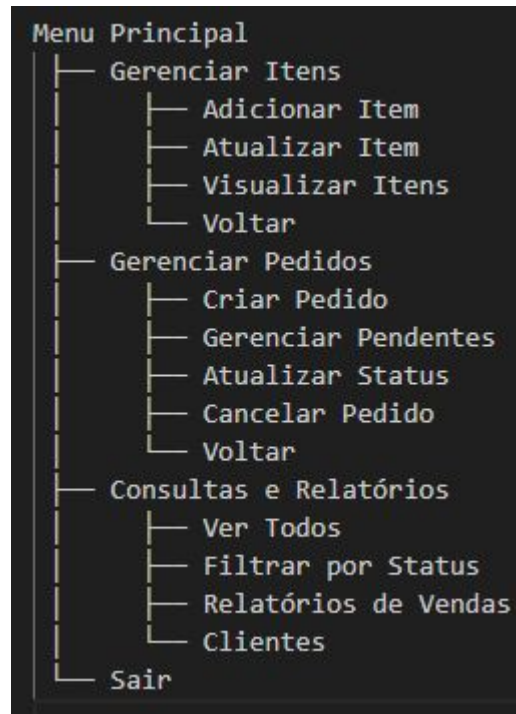 Menu Principal
├── Gerenciar Itens
│   ├── Adicionar Item
│   ├── Atualizar Item
│   ├── Visualizar Itens
│   └── Voltar
├── Gerenciar Pedidos
│   ├── Criar Pedido
│   ├── Gerenciar Pendentes
│   ├── Atualizar Status
│   ├── Cancelar Pedido
│   └── Voltar
├── Consultas e Relatórios
│   ├── Ver Todos
│   ├── Filtrar por Status
│   ├── Relatórios de Vendas
│   └── Clientes
└── Sair